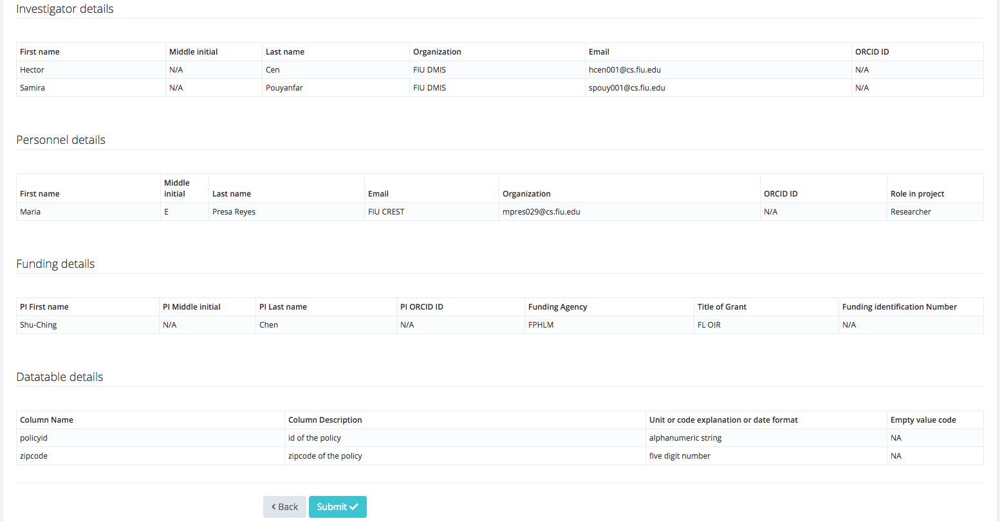 Investigator details
First name Middle initial Last name Organization Email ORCID ID
Hector N/A Cen FIU DMIS hcen001@cs.fiu.edu N/A
Samira N/A Pouyanfar FIU DMIS spouy001@cs.fiu.edu N/A
Personnel details
First name Middle initial Last name Email Organization ORCID ID Role in project
Maria E Presa Reyes FIU CREST mpres029@cs.fiu.edu N/A Researcher
Funding details
PI First name PI Middle initial PI Last name PI ORCID ID Funding Agency Title of Grant Funding identification Number
Shu-Ching N/A Chen N/A FPHLM FL OIR N/A
Datatable details
Column Name Column Description Unit or code explanation or date format Empty value code
policyid id of the policy alphanumeric string NA
zipcode zipcode of the policy five digit number NA
Back Submit